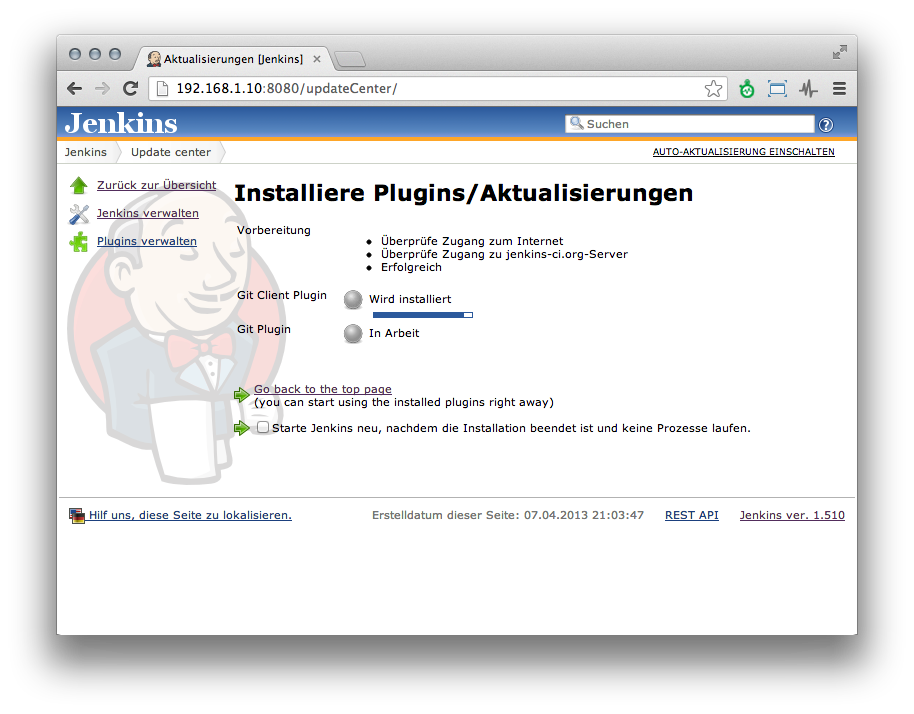 Aktualisierungen [Jenkins]
192.168.1.10:8080/updateCenter/
Jenkins
Suchen
Jenkins
Update center
AUTO-AKTUALISIERUNG EINSCHALTEN
Zurück zur Übersicht
Jenkins verwalten
Plugins verwalten
Installiere Plugins/Aktualisierungen
Vorbereitung
Überprüfe Zugang zum Internet
Überprüfe Zugang zu jenkins-ci.org-Server
Erfolgreich
Git Client Plugin
Wird installiert
Git Plugin
In Arbeit
Go back to the top page
(you can start using the installed plugins right away)
Starte Jenkins neu, nachdem die Installation beendet ist und keine Prozesse laufen.
Hilf uns, diese Seite zu lokalisieren.
Erstelldatum dieser Seite: 07.04.2013 21:03:47
REST API
Jenkins ver. 1.510